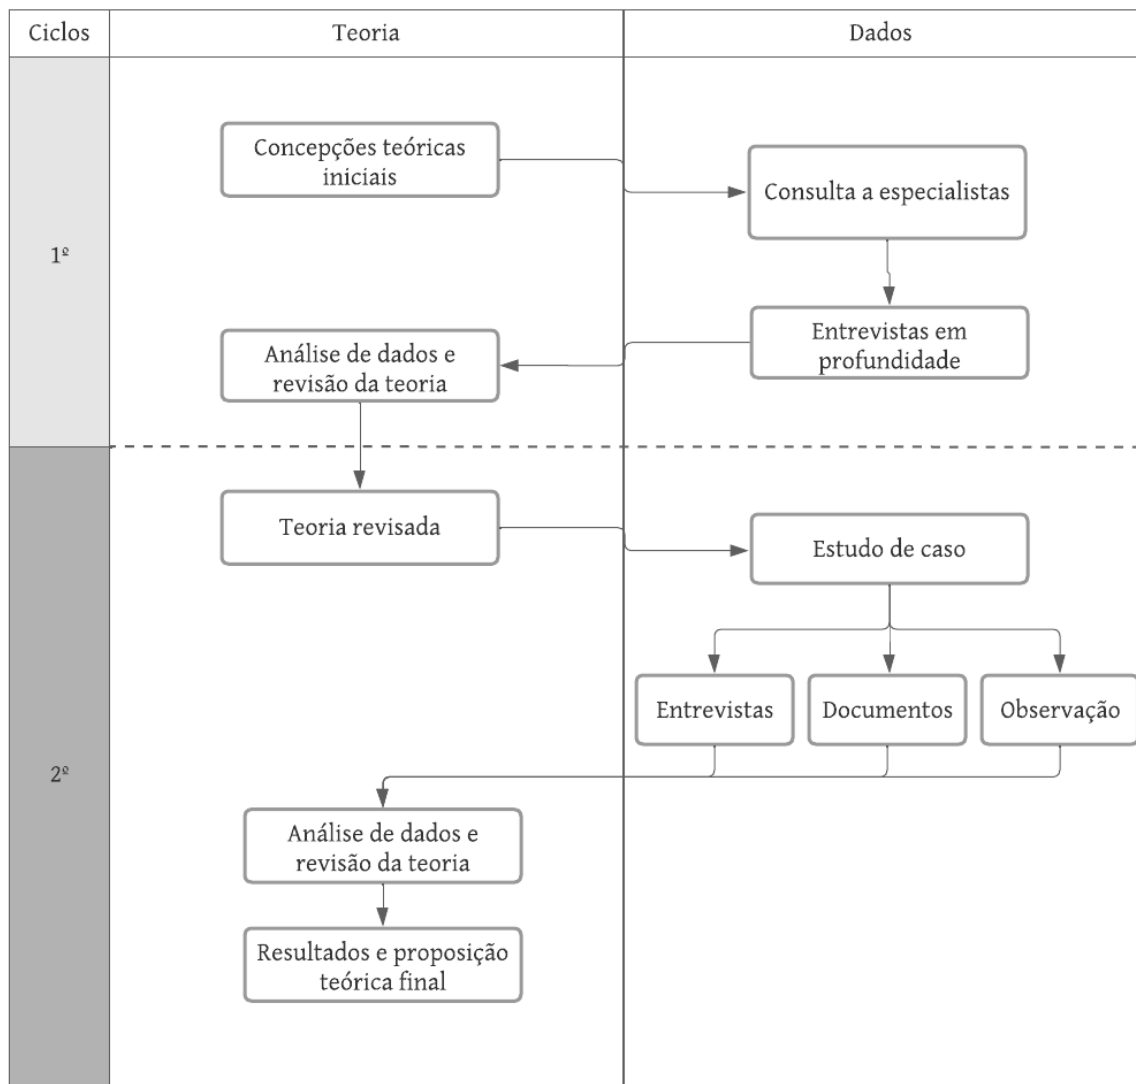 Ciclos
Teoria
Dados
1º
Concepções teóricas
iniciais
Consulta a especialistas
Entrevistas em
profundidade
Análise de dados e
revisão da teoria
2º
Teoria revisada
Estudo de caso
Entrevistas
Documentos
Observação
Análise de dados e
revisão da teoria
Resultados e proposição
teórica final